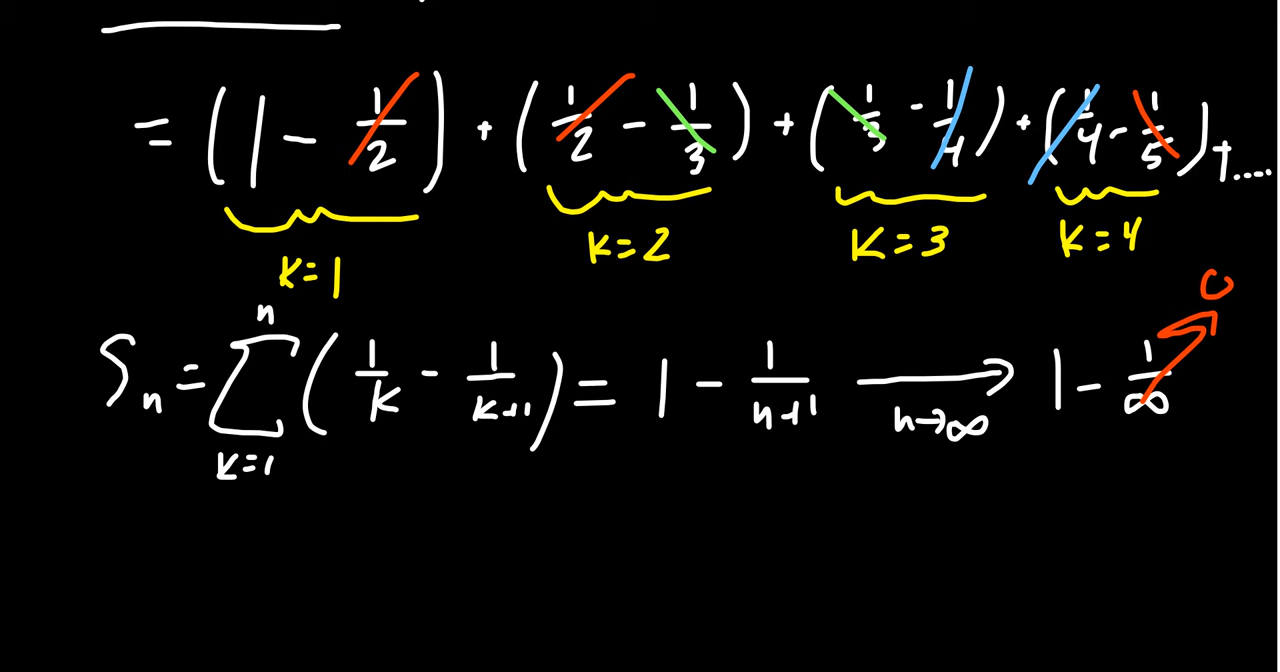 = (1 - 1/2) + (1/2 - 1/3) + (1/3 - 1/4) + (1/4 - 1/5) + ....
k=1 k=2 k=3 k=4
S_n = ∑_{k=1}^{n} (1/k - 1/(k+1)) = 1 - 1/(n+1) ⟶_{n→∞} 1 - 1/∞ ↗ 0